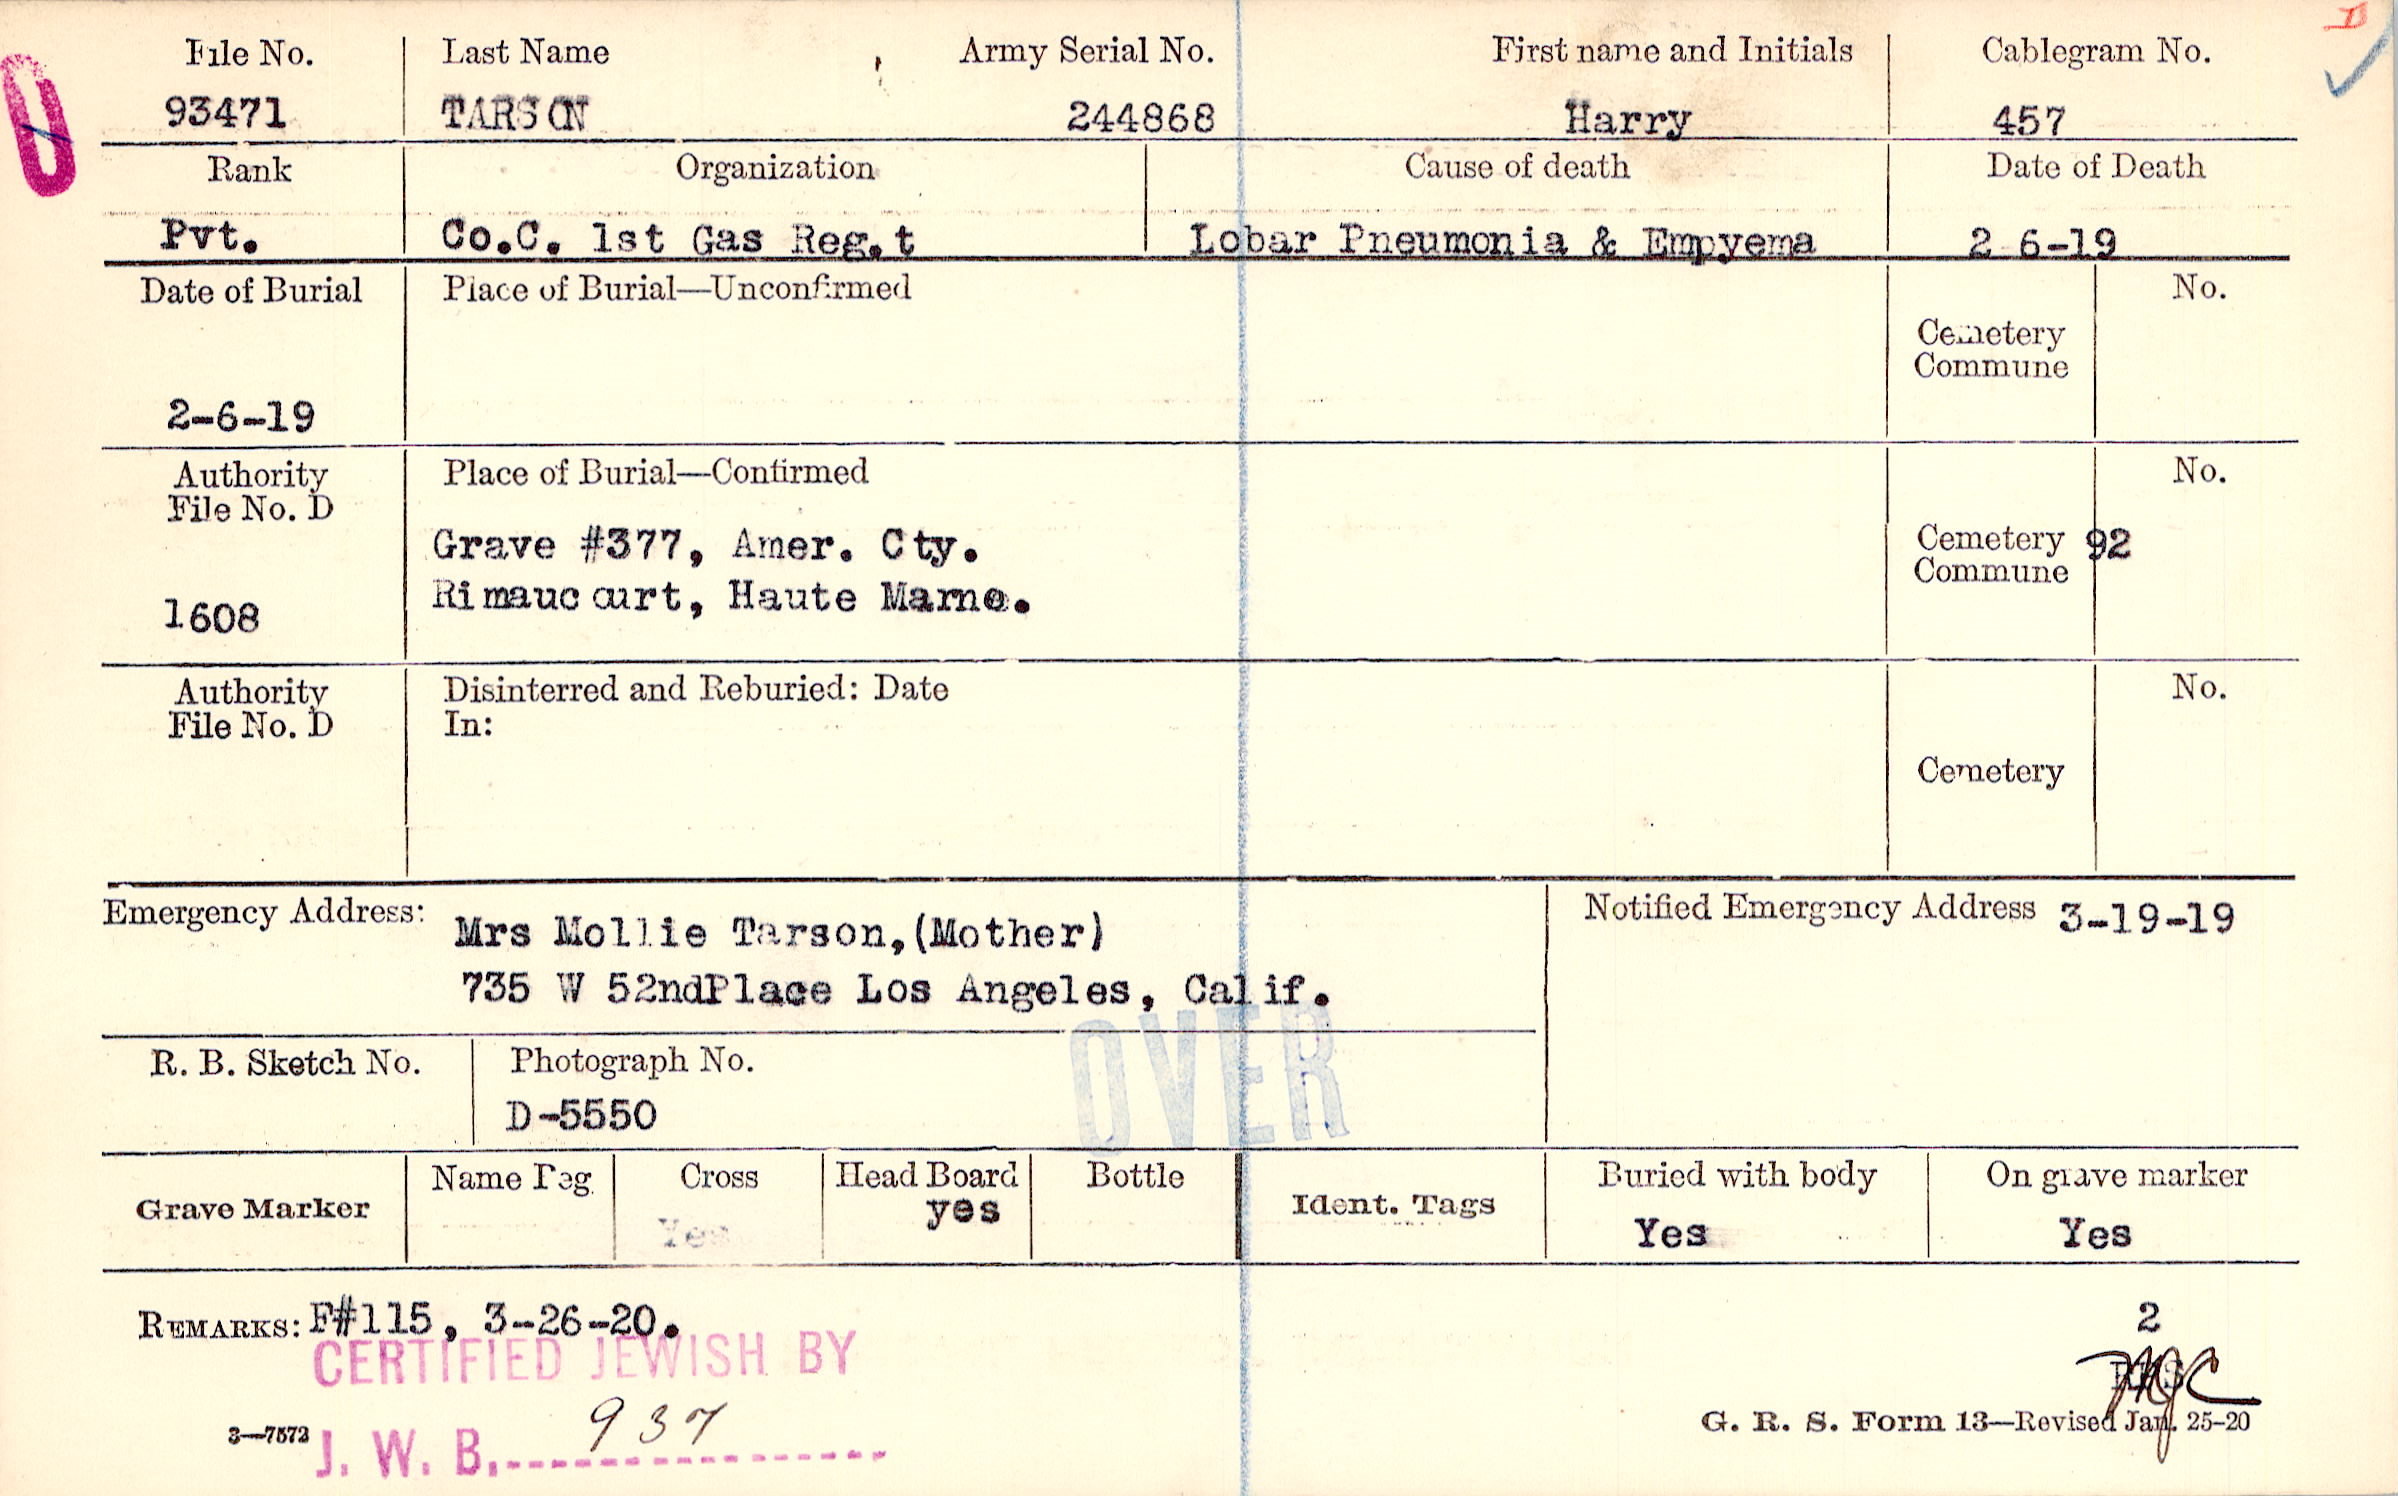 File No. Last Name Army Serial No. First name and Initials Cablegram No.
93471 TARSON 244868 Harry 457
Rank Organization Cause of death Date of Death
Pvt. Co.C. 1st Gas Reg.t Lobar Pneumonia & Empyema 2-6-19
Date of Burial Place of Burial—Unconfirmed No.
Cemetery
Commune
2-6-19
Authority Place of Burial—Confirmed No.
File No. D
Grave #377, Amer. Cty. Cemetery 92
Commune
1608 Rimaucourt, Haute Marne.
Authority Disinterred and Reburied: Date No.
File No. D In:
Cemetery
Emergency Address: Mrs Mollie Tarson,(Mother) Notified Emergency Address 3-19-19
735 W 52ndPlace Los Angeles, Calif.
OVER
R. B. Sketch No. Photograph No.
D-5550
Grave Marker Name Peg Cross Head Board Bottle Ident. Tags Buried with body On grave marker
Yes yes Yes Yes
REMARKS: F#115, 3-26-20. 2
CERTIFIED JEWISH BY
J. W. B. 937
3—7572 G. R. S. Form 13—Revised Jan. 25-20